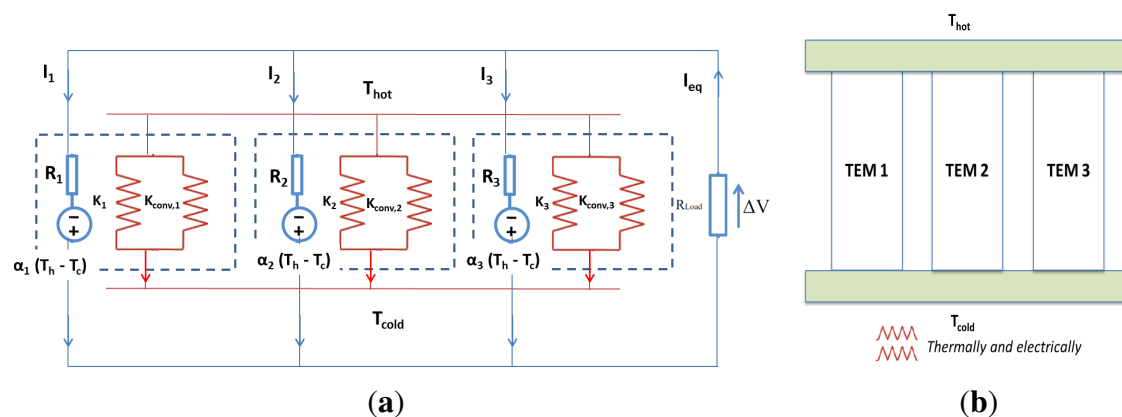 I1 I2 I3 Ieq
Thot
R1 K1 Kconv,1
R2 K2 Kconv,2
R3 K3 Kconv,3
RLoad ΔV
− + − + − +
α1 (Th - Tc) α2 (Th - Tc) α3 (Th - Tc)
Tcold
(a)
Thot
TEM 1 TEM 2 TEM 3
Tcold
Thermally and electrically
(b)